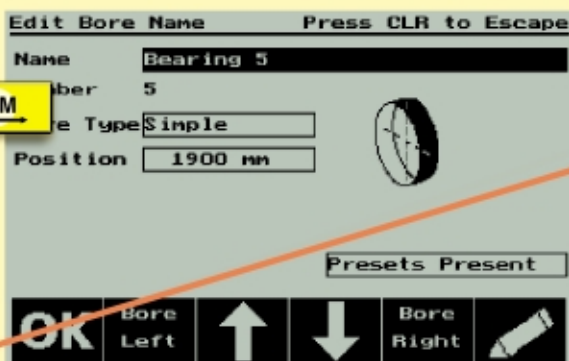 Edit Bore Name Press CLR to Escape
Name Bearing 5
5
M
Type Simple
Position 1900 mm
Presets Present
OK Bore Left Bore Right